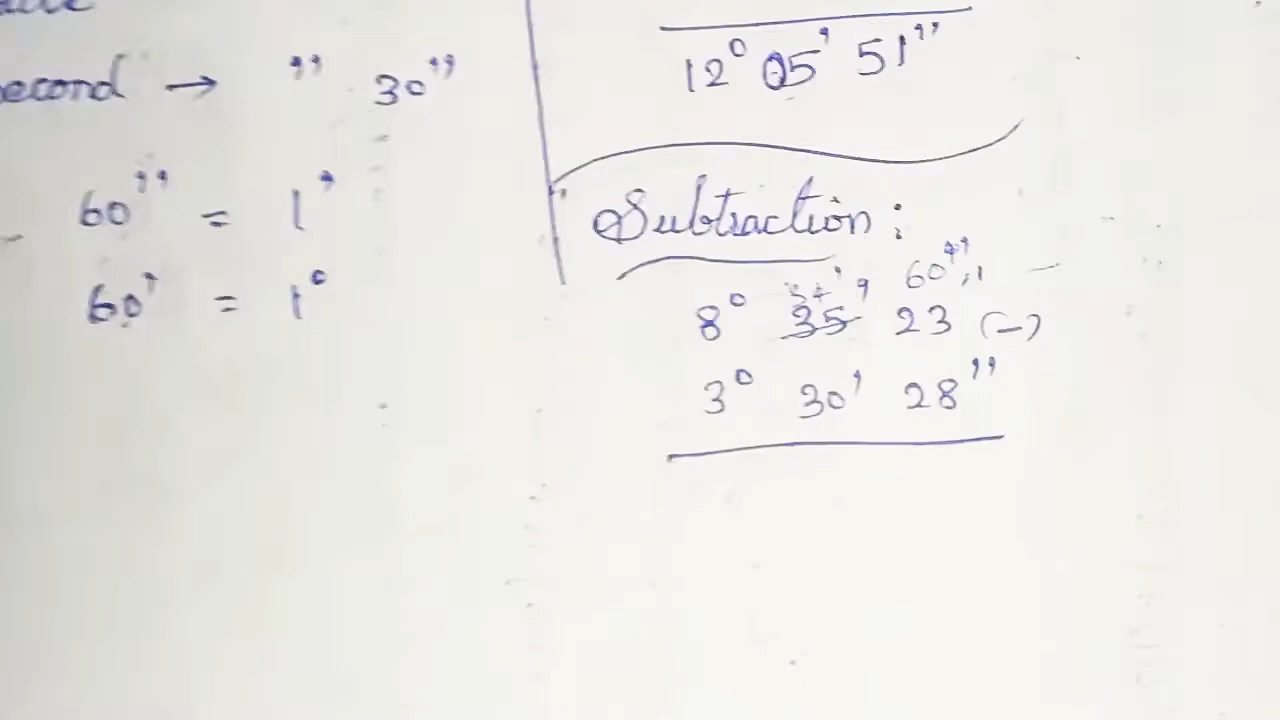 second → " 30"
60" = 1'
60' = 1°
12° 05' 51"
Subtraction :
34' 60"
8° 35' 23 (-)
3° 30' 28"